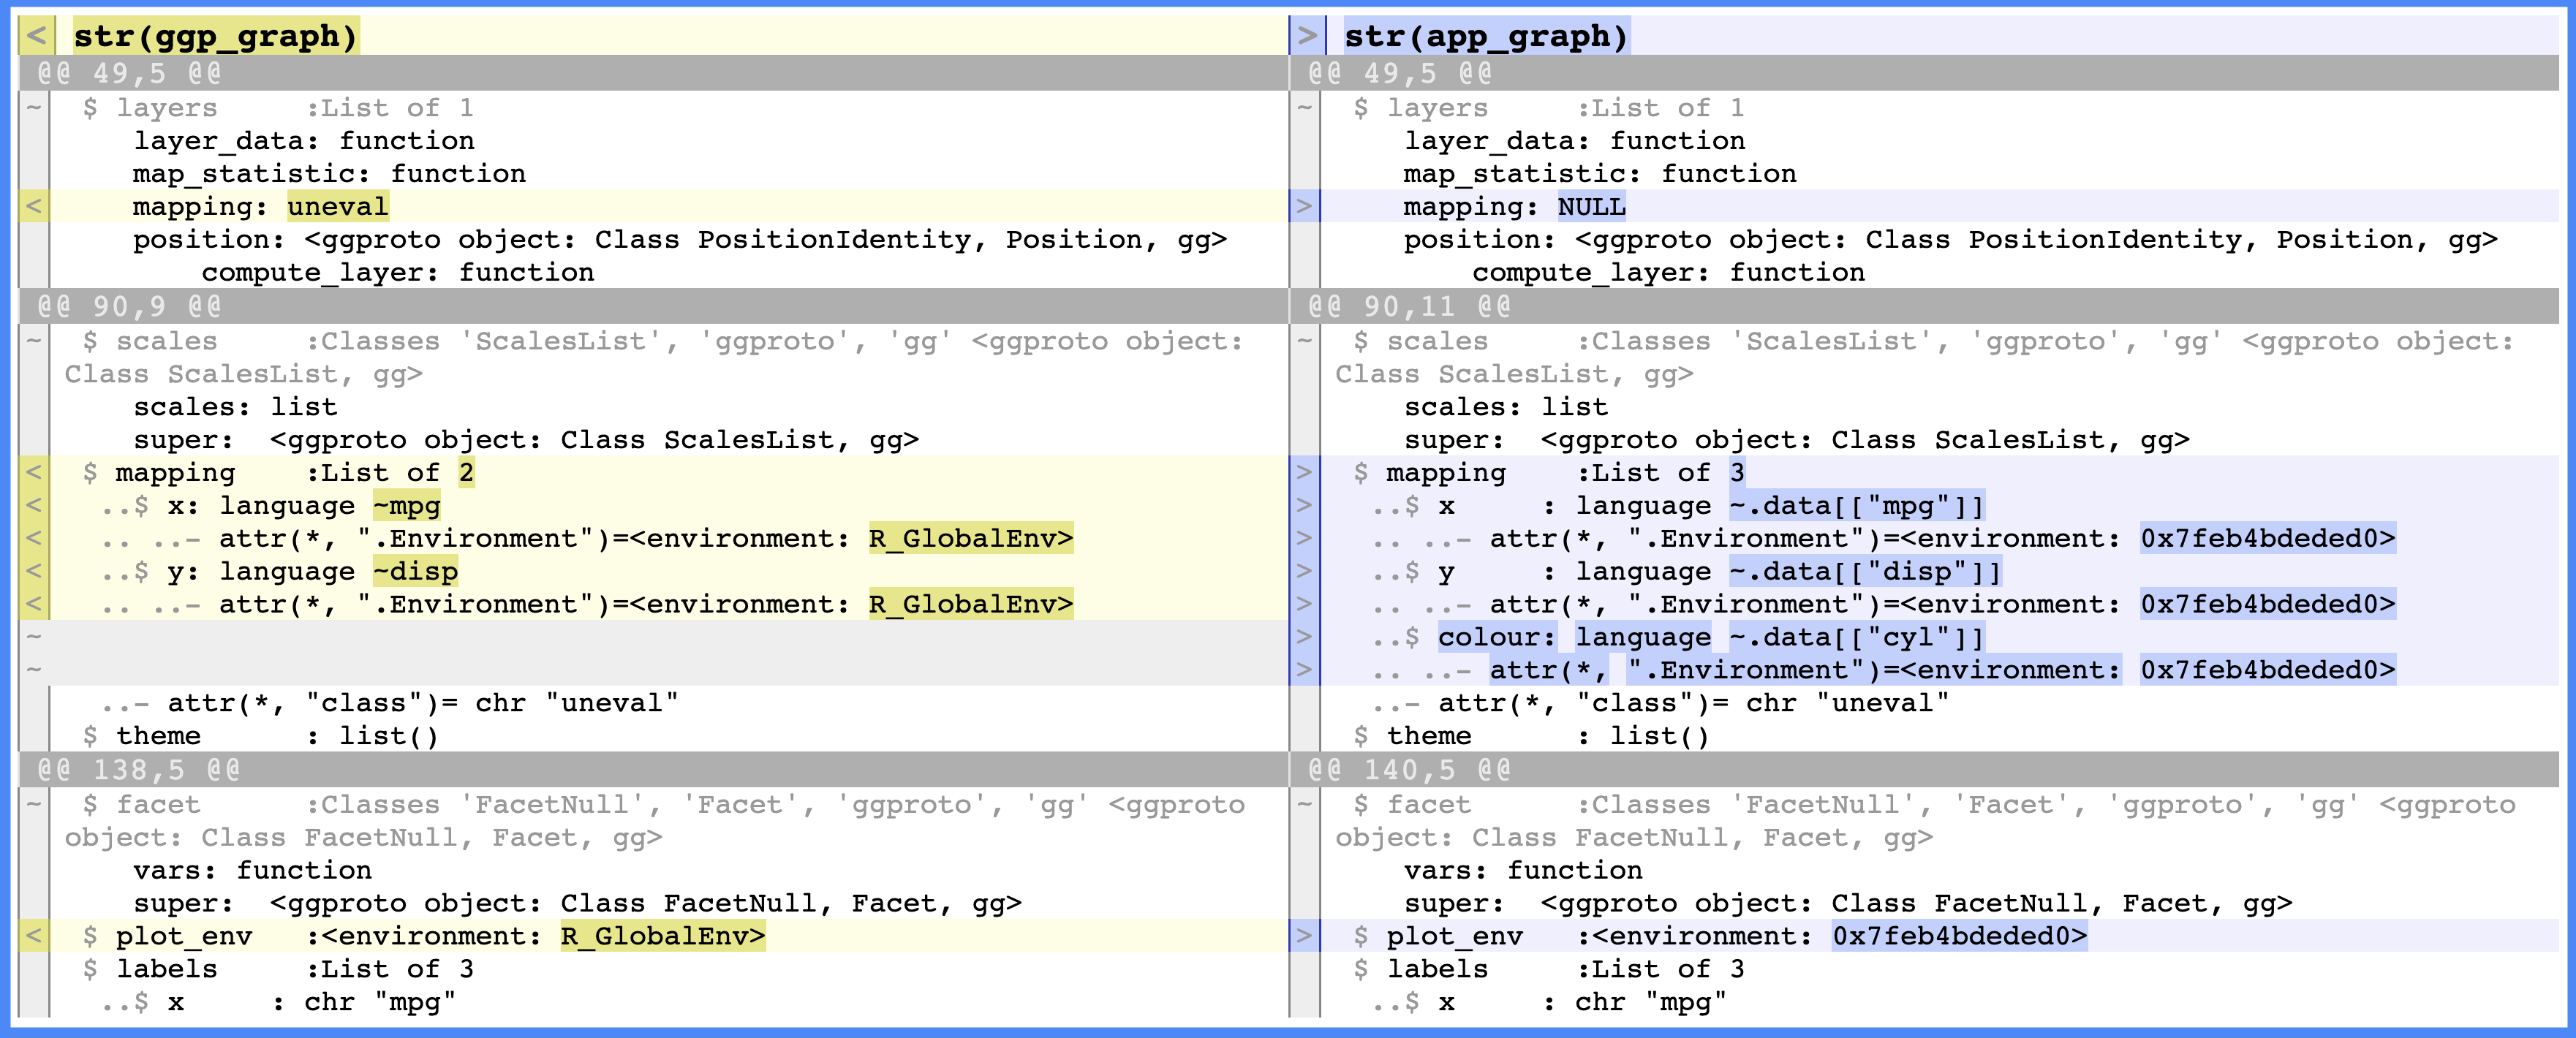 < str(ggp_graph)
@@ 49,5 @@
~ $ layers     :List of 1
    layer_data: function
    map_statistic: function
< mapping: uneval
    position: <ggproto object: Class PositionIdentity, Position, gg>
        compute_layer: function
@@ 90,9 @@
~ $ scales     :Classes 'ScalesList', 'ggproto', 'gg' <ggproto object:
Class ScalesList, gg>
    scales: list
    super:  <ggproto object: Class ScalesList, gg>
< $ mapping    :List of 2
< ..$ x: language ~mpg
< .. ..- attr(*, ".Environment")=<environment: R_GlobalEnv>
< ..$ y: language ~disp
< .. ..- attr(*, ".Environment")=<environment: R_GlobalEnv>
~
~
  ..- attr(*, "class")= chr "uneval"
 $ theme      : list()
@@ 138,5 @@
~ $ facet      :Classes 'FacetNull', 'Facet', 'ggproto', 'gg' <ggproto
object: Class FacetNull, Facet, gg>
    vars: function
    super:  <ggproto object: Class FacetNull, Facet, gg>
< $ plot_env   :<environment: R_GlobalEnv>
 $ labels     :List of 3
  ..$ x     : chr "mpg"
> str(app_graph)
@@ 49,5 @@
~ $ layers     :List of 1
    layer_data: function
    map_statistic: function
> mapping: NULL
    position: <ggproto object: Class PositionIdentity, Position, gg>
        compute_layer: function
@@ 90,11 @@
~ $ scales     :Classes 'ScalesList', 'ggproto', 'gg' <ggproto object:
Class ScalesList, gg>
    scales: list
    super:  <ggproto object: Class ScalesList, gg>
> $ mapping    :List of 3
> ..$ x     : language ~.data[["mpg"]]
> .. ..- attr(*, ".Environment")=<environment: 0x7feb4bdeded0>
> ..$ y     : language ~.data[["disp"]]
> .. ..- attr(*, ".Environment")=<environment: 0x7feb4bdeded0>
> ..$ colour: language ~.data[["cyl"]]
> .. ..- attr(*, ".Environment")=<environment: 0x7feb4bdeded0>
  ..- attr(*, "class")= chr "uneval"
 $ theme      : list()
@@ 140,5 @@
~ $ facet      :Classes 'FacetNull', 'Facet', 'ggproto', 'gg' <ggproto
object: Class FacetNull, Facet, gg>
    vars: function
    super:  <ggproto object: Class FacetNull, Facet, gg>
> $ plot_env   :<environment: 0x7feb4bdeded0>
 $ labels     :List of 3
  ..$ x     : chr "mpg"